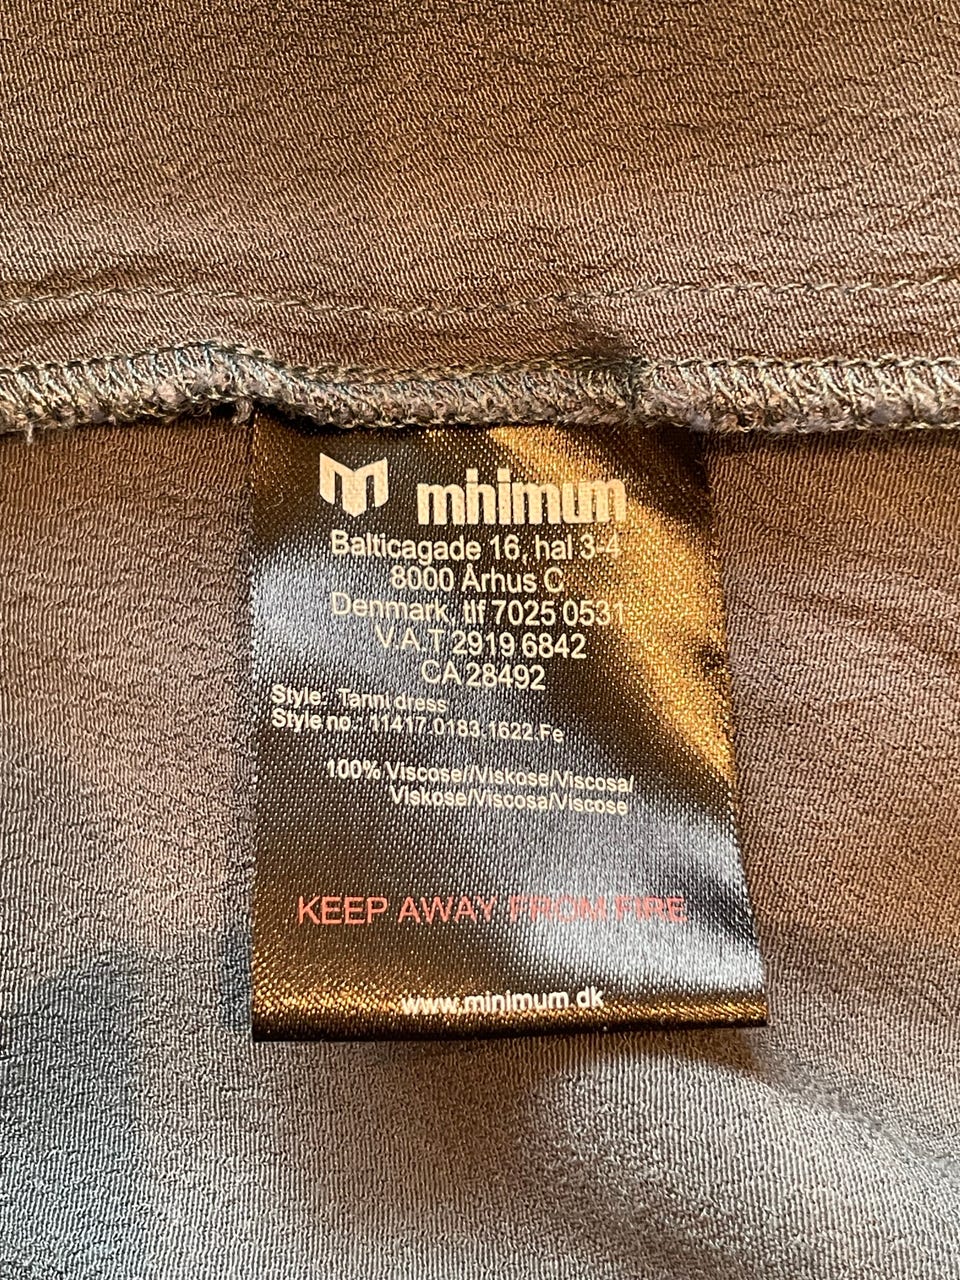 minimum
Balticagade 16, hal 3-4
8000 Århus C
Denmark tlf 7025 0531
V.A.T 2919 6842
CA 28492
Style: Tanni dress
Style no.: 11417.0183.1622.Fe
100% Viscose//Viskose/Viscosa/
Viskose/Viscosa/Viscose
KEEP AWAY FROM FIRE
www.minimum.dk